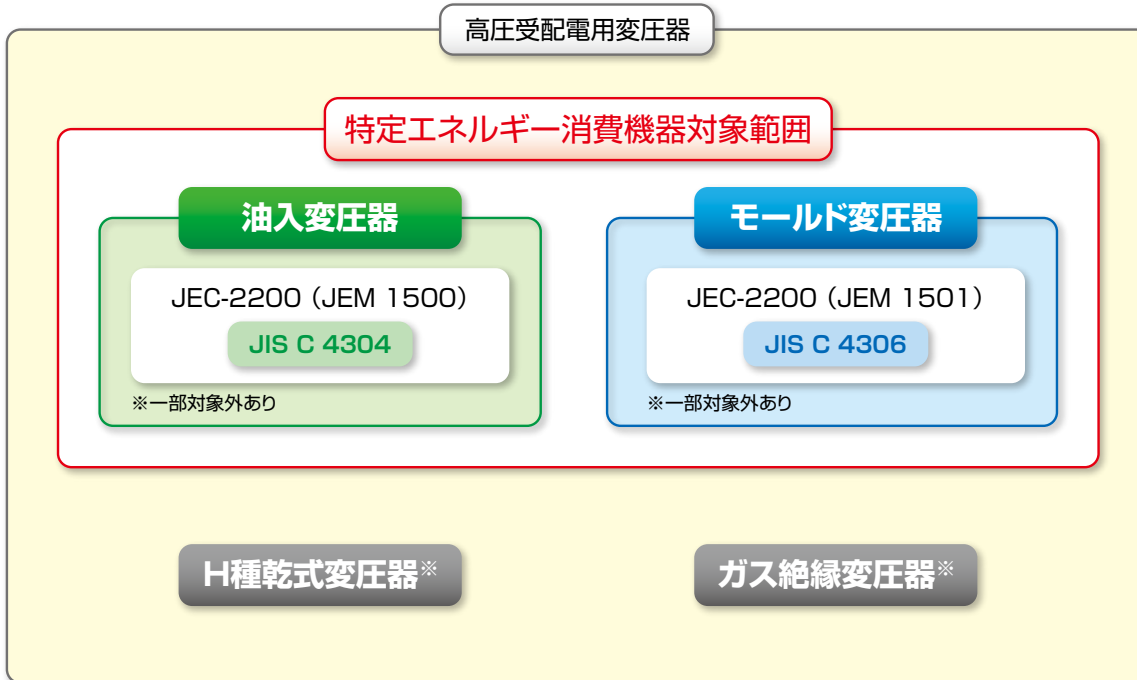 高圧受配電用変圧器
特定エネルギー消費機器対象範囲
油入変圧器
JEC-2200（JEM 1500）
JIS C 4304
※一部対象外あり
モールド変圧器
JEC-2200（JEM 1501）
JIS C 4306
※一部対象外あり
H種乾式変圧器※
ガス絶縁変圧器※